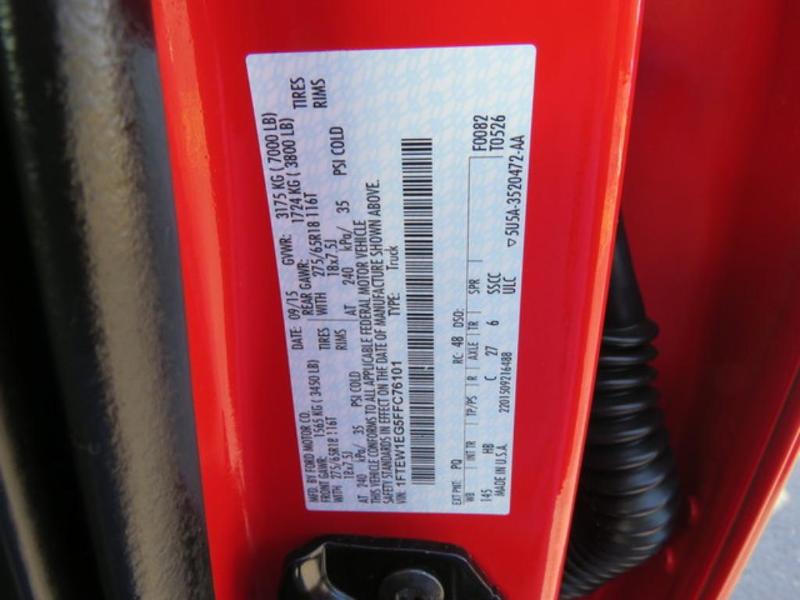 MFD. BY FORD MOTOR CO.
DATE: 09/15 GVWR: 3175 KG ( 7000 LB)
FRONT GAWR: 1565 KG (3450 LB) REAR GAWR: 1724 KG ( 3800 LB)
WITH 275/65R18 116T TIRES WITH 275/65R18 116T TIRES
18x7.5J RIMS 18x7.5J RIMS
AT 240 kPa/ 35 PSI COLD AT 240 kPa/ 35 PSI COLD
THIS VEHICLE CONFORMS TO ALL APPLICABLE FEDERAL MOTOR VEHICLE
SAFETY STANDARDS IN EFFECT ON THE DATE OF MANUFACTURE SHOWN ABOVE.
VIN: 1FTEW1EG5FFC76101 TYPE: Truck
F0082
T0526
EXT PNT: PQ RC: 48 DSO:
WB INT TR TP/PS R AXLE TR SPR
145 HB C 27 6 SSCC
ULC
2201509216488
MADE IN U.S.A. ▽5U5A-3520472-AA